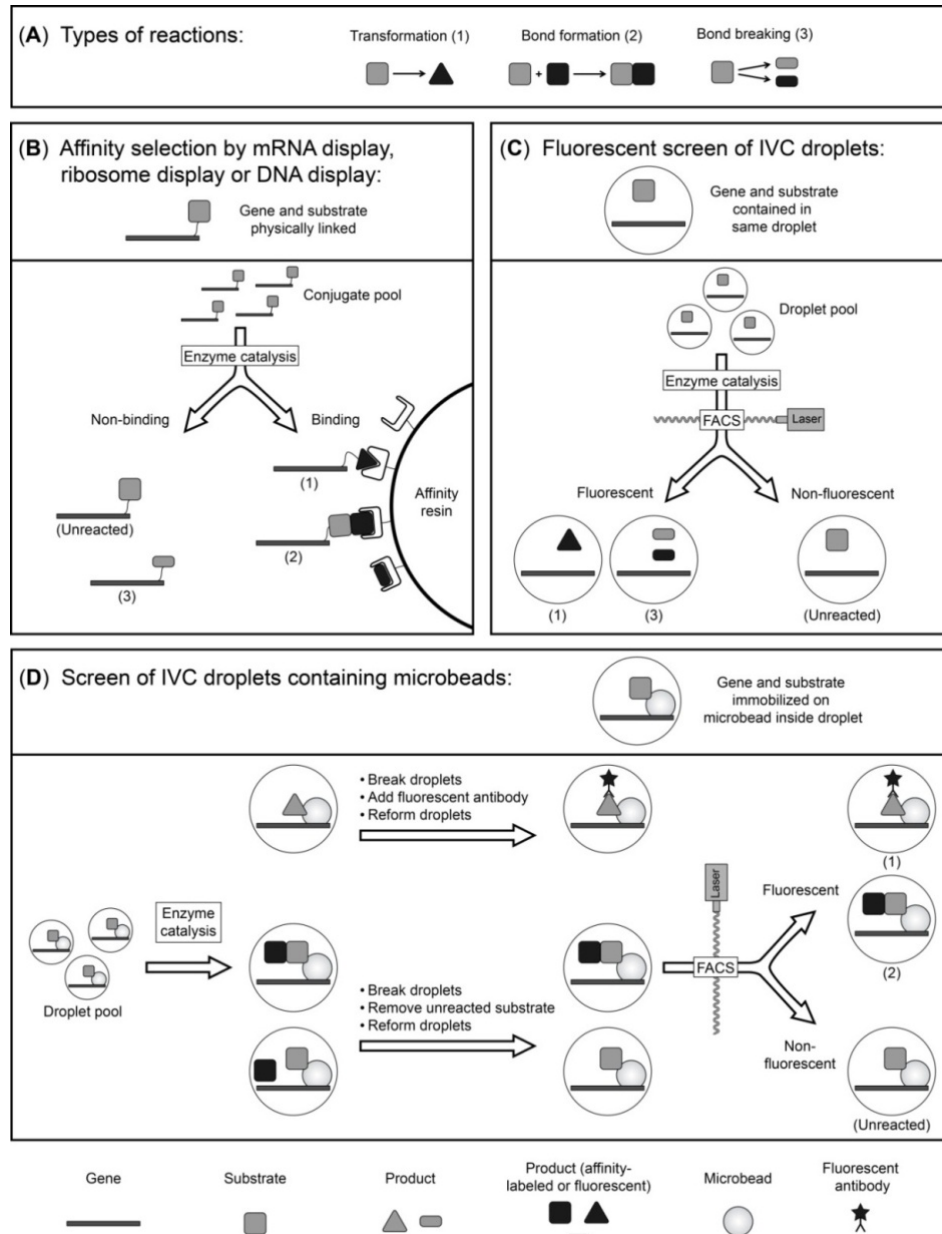 (A) Types of reactions:
Transformation (1)
Bond formation (2)
Bond breaking (3)
+
(B) Affinity selection by mRNA display,
ribosome display or DNA display:
Gene and substrate
physically linked
Conjugate pool
Enzyme catalysis
Non-binding
Binding
(1)
(Unreacted)
(2)
(3)
Affinity
resin
(C) Fluorescent screen of IVC droplets:
Gene and substrate
contained in
same droplet
Droplet pool
Enzyme catalysis
FACS
Laser
Fluorescent
Non-fluorescent
(1)
(3)
(Unreacted)
(D) Screen of IVC droplets containing microbeads:
Gene and substrate
immobilized on
microbead inside droplet
• Break droplets
• Add fluorescent antibody
• Reform droplets
(1)
Droplet pool
Enzyme
catalysis
• Break droplets
• Remove unreacted substrate
• Reform droplets
Laser
FACS
Fluorescent
(2)
Non-
fluorescent
(Unreacted)
Gene
Substrate
Product
Product (affinity-
labeled or fluorescent)
Microbead
Fluorescent
antibody